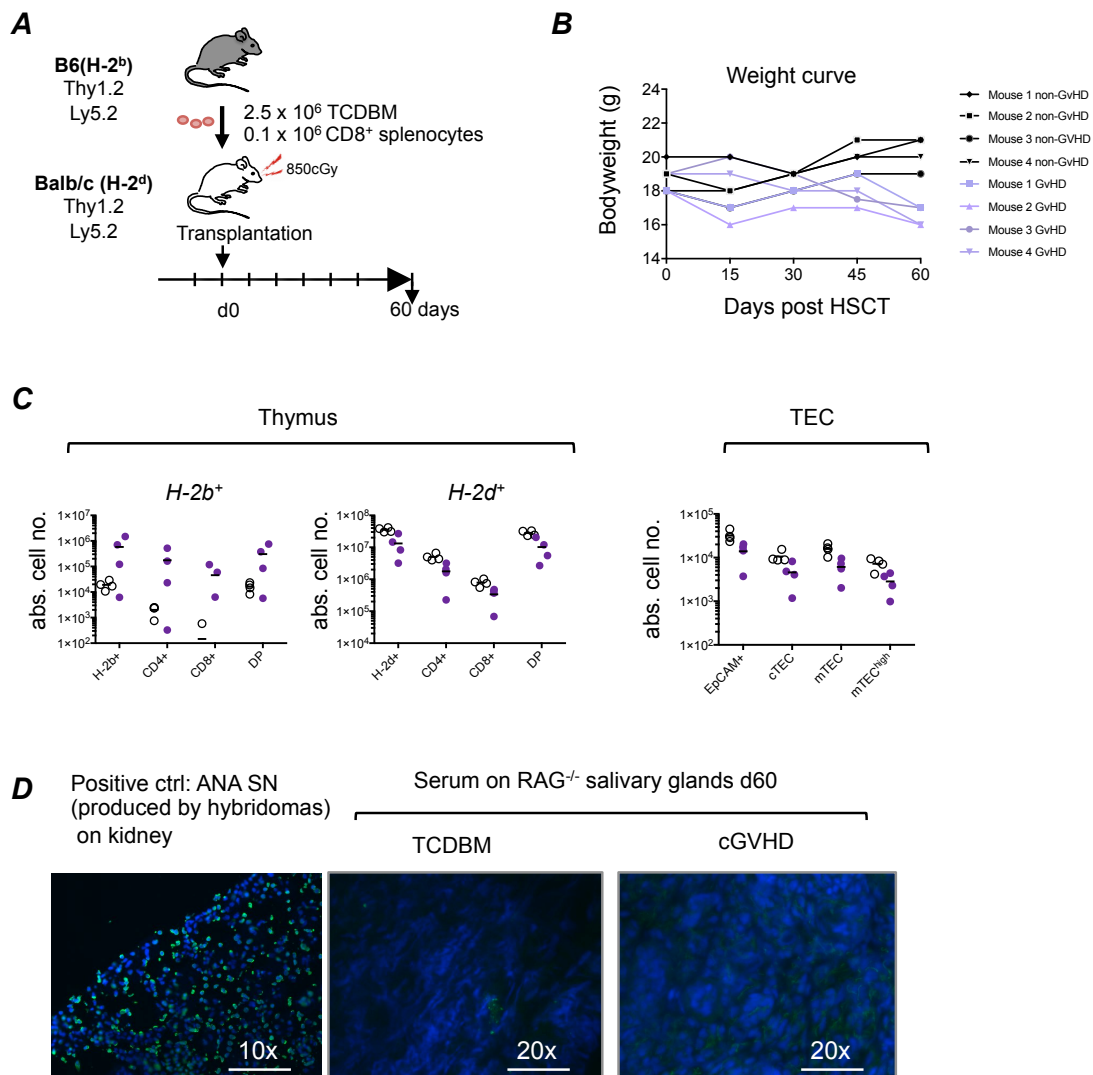 A
B6(H-2ᵇ)
Thy1.2
Ly5.2
2.5 x 10⁶ TCDBM
0.1 x 10⁶ CD8⁺ splenocytes
850cGy
Balb/c (H-2ᵈ)
Thy1.2
Ly5.2
Transplantation
d0
60 days
B
Weight curve
Bodyweight (g)
22
20
18
16
14
0
15
30
45
60
Days post HSCT
Mouse 1 non-GvHD
Mouse 2 non-GvHD
Mouse 3 non-GVHD
Mouse 4 non-GvHD
Mouse 1 GvHD
Mouse 2 GvHD
Mouse 3 GvHD
Mouse 4 GvHD
C
Thymus
TEC
H-2b⁺
abs. cell no.
1×10⁷
1×10⁶
1×10⁵
1×10⁴
1×10³
1×10²
H-2b+
CD4+
CD8+
DP
H-2d⁺
abs. cell no.
1×10⁸
1×10⁷
1×10⁶
1×10⁵
1×10⁴
H-2d+
CD4+
CD8+
DP
abs. cell no.
1×10⁵
1×10⁴
1×10³
1×10²
EpCAM+
cTEC
mTEC
mTECʰⁱᵍʰ
D
Positive ctrl: ANA SN
(produced by hybridomas)
on kidney
Serum on RAG⁻/⁻ salivary glands d60
TCDBM
cGVHD
10x
20x
20x